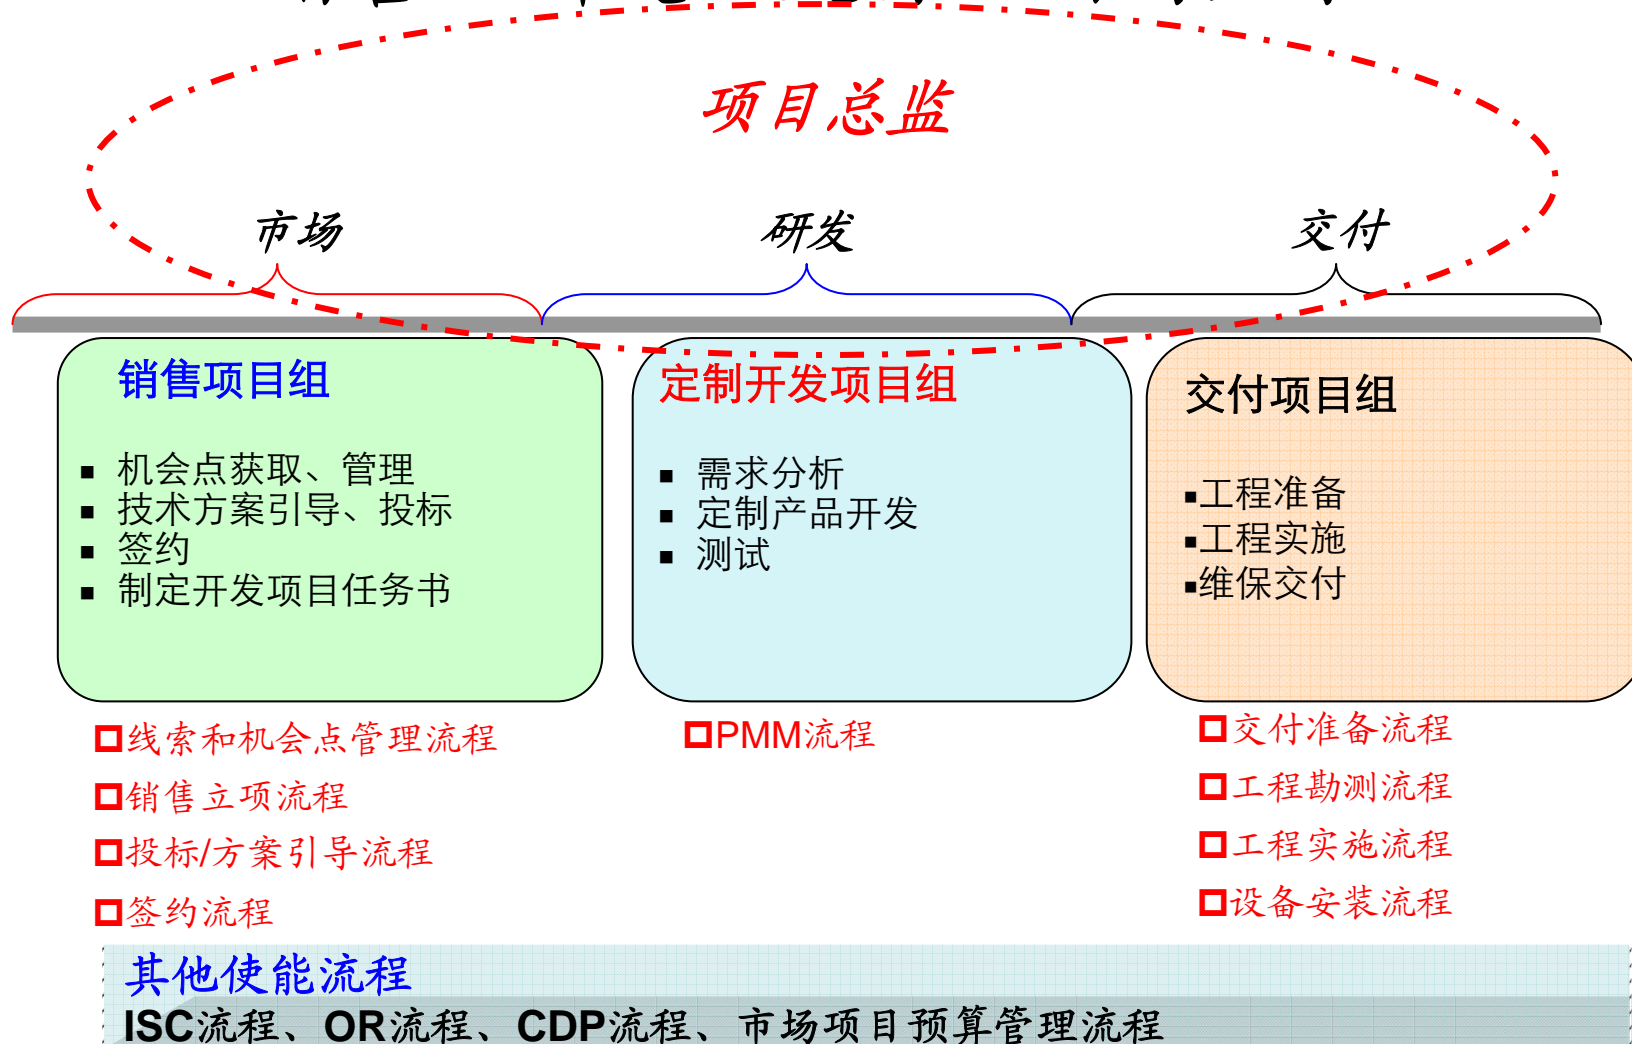 项目总监
市场
研发
交付
销售项目组
▪ 机会点获取、管理
▪ 技术方案引导、投标
▪ 签约
▪ 制定开发项目任务书
定制开发项目组
▪ 需求分析
▪ 定制产品开发
▪ 测试
交付项目组
▪工程准备
▪工程实施
▪维保交付
线索和机会点管理流程
销售立项流程
投标/方案引导流程
签约流程
PMM流程
交付准备流程
工程勘测流程
工程实施流程
设备安装流程
其他使能流程
ISC流程、OR流程、CDP流程、市场项目预算管理流程